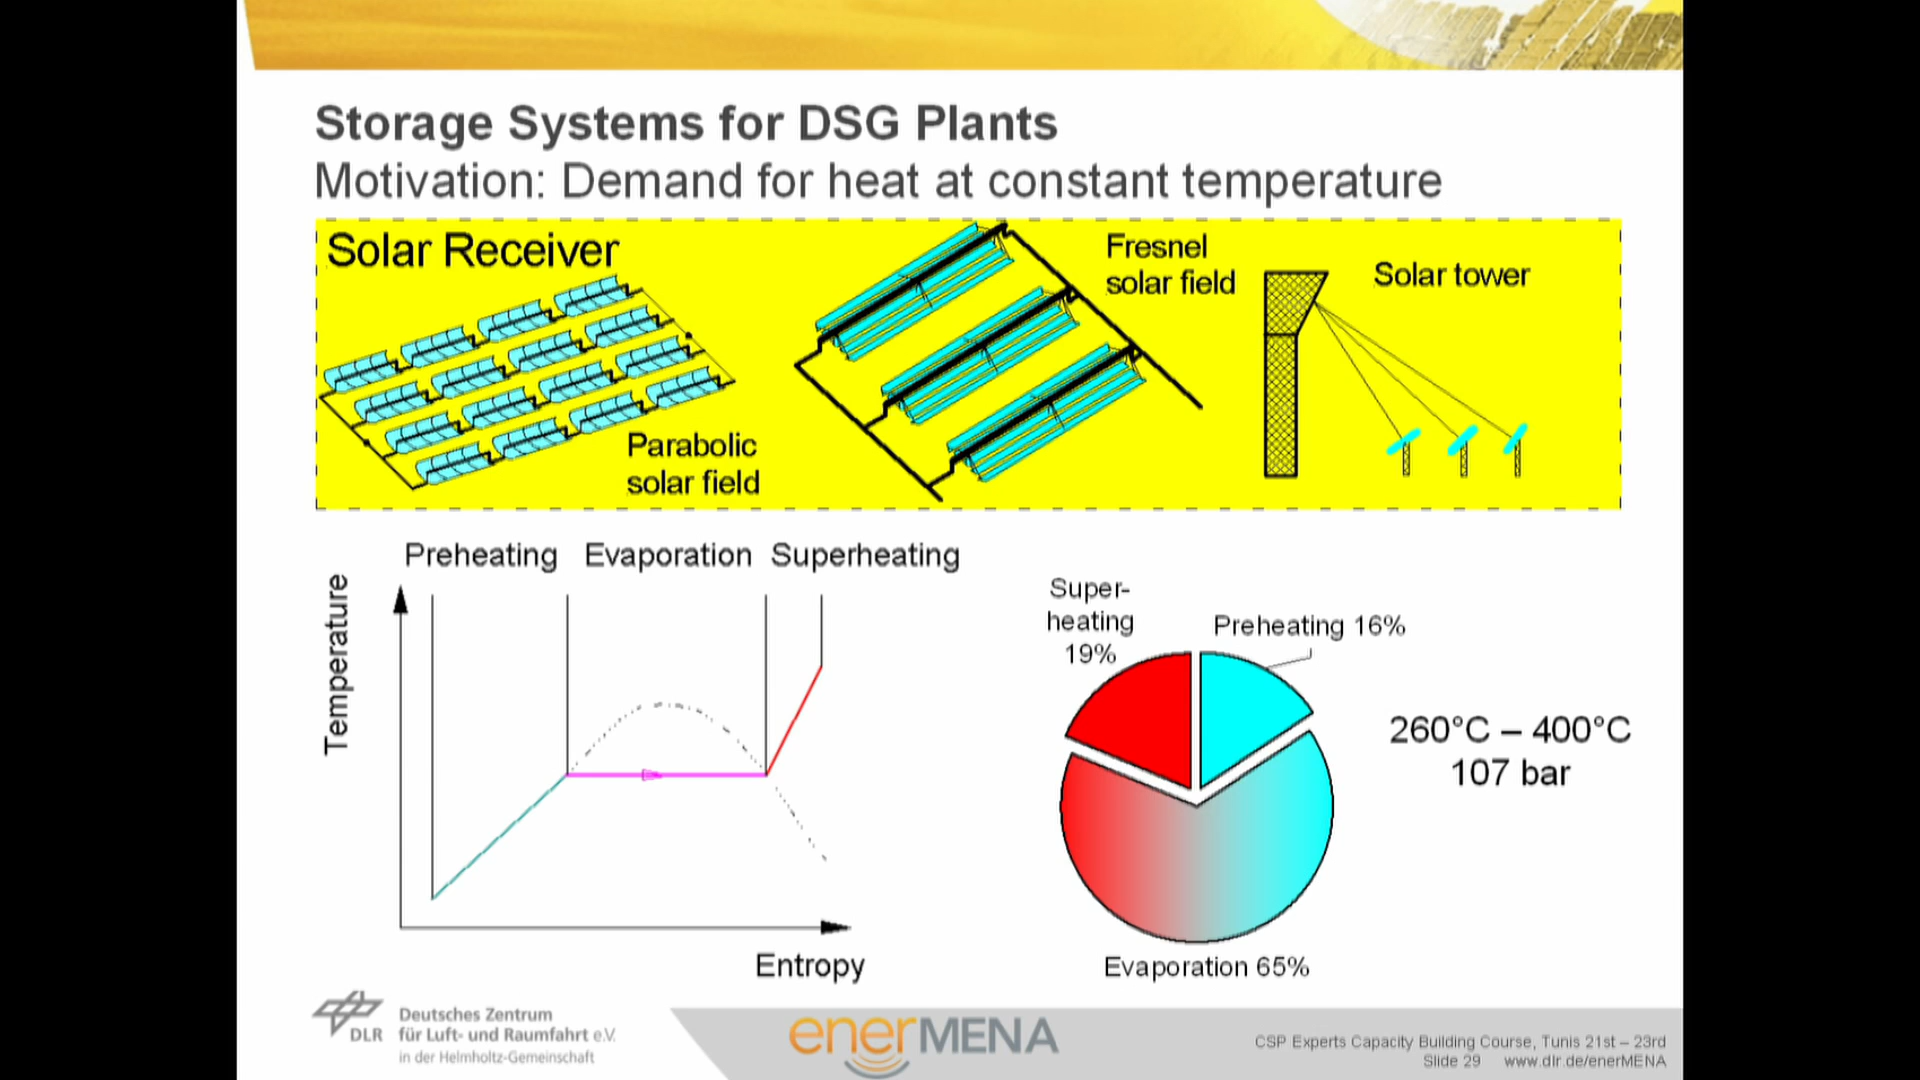 Storage Systems for DSG Plants
Motivation: Demand for heat at constant temperature
Solar Receiver
Parabolic
solar field
Fresnel
solar field
Solar tower
Preheating Evaporation Superheating
Temperature
Entropy
Super-
heating
19%
Preheating 16%
260°C – 400°C
107 bar
Evaporation 65%
DLR
Deutsches Zentrum
für Luft- und Raumfahrt e.V.
in der Helmholtz-Gemeinschaft
enerMENA
CSP Experts Capacity Building Course, Tunis 21st – 23rd
Slide 29 www.dlr.de/enerMENA